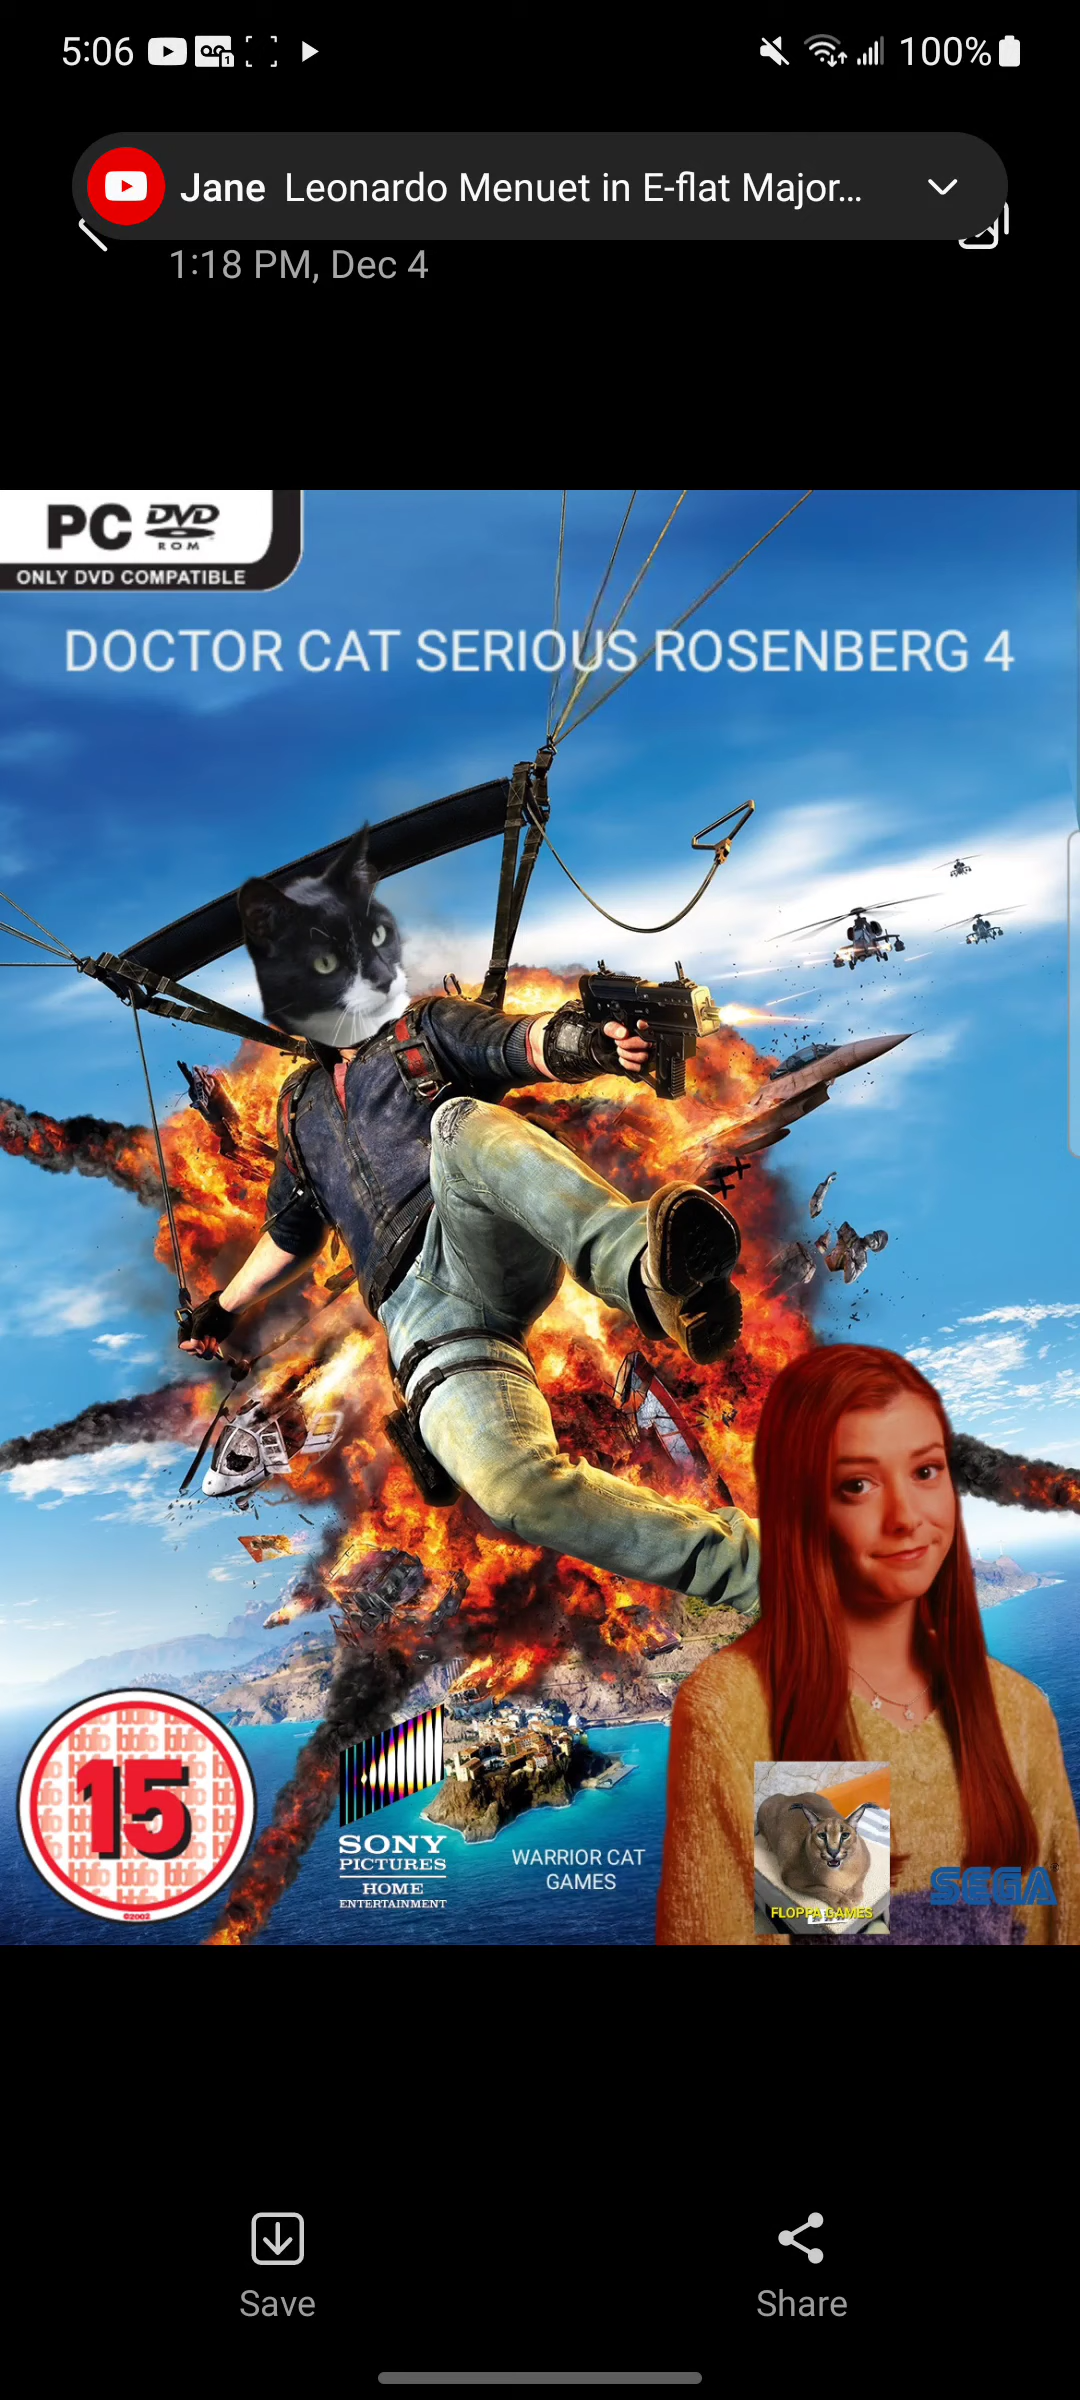 5:06
100%
Jane Leonardo Menuet in E-flat Major...
1:18 PM, Dec 4
PC DVD
ROM
ONLY DVD COMPATIBLE
DOCTOR CAT SERIOUS ROSENBERG 4
bbfc
15
©2002
SONY
PICTURES
HOME
ENTERTAINMENT
WARRIOR CAT
GAMES
FLOPPA GAMES
SEGA
Save
Share